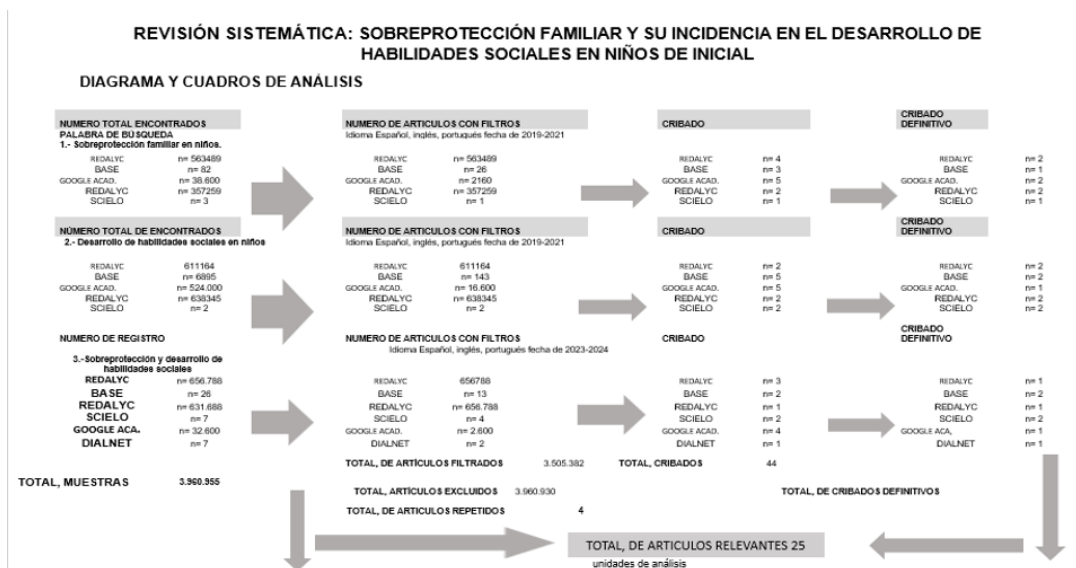 REVISIÓN SISTEMÁTICA: SOBREPROTECCIÓN FAMILIAR Y SU INCIDENCIA EN EL DESARROLLO DE
HABILIDADES SOCIALES EN NIÑOS DE INICIAL
DIAGRAMA Y CUADROS DE ANÁLISIS
NUMERO TOTAL ENCONTRADOS
PALABRA DE BÚSQUEDA
1.- Sobreprotección familiar en niños.
REDALYC n= 563489
BASE n= 82
GOOGLE ACAD. n= 38.600
REDALYC n= 357259
SCIELO n= 3
NUMERO DE ARTICULOS CON FILTROS
Idioma Español, inglés, portugués fecha de 2019-2021
REDALYC n= 563489
BASE n= 26
GOOGLE ACAD. n= 2160
REDALYC n= 357259
SCIELO n= 1
CRIBADO
REDALYC n= 4
BASE n= 3
GOOGLE ACAD. n= 5
REDALYC n= 2
SCIELO n= 1
CRIBADO
DEFINITIVO
REDALYC n= 2
BASE n= 1
GOOGLE ACAD. n= 2
REDALYC n= 2
SCIELO n= 1
NÚMERO TOTAL DE ENCONTRADOS
2.- Desarrollo de habilidades sociales en niños
REDALYC 611164
BASE n= 6895
GOOGLE ACAD. n= 524.000
REDALYC n= 638345
SCIELO n= 2
NUMERO DE ARTICULOS CON FILTROS
Idioma Español, inglés, portugués fecha de 2019-2021
REDALYC 611164
BASE n= 143
GOOGLE ACAD. n= 16.600
REDALYC n= 638345
SCIELO n= 2
CRIBADO
REDALYC n= 2
BASE n= 5
GOOGLE ACAD. n= 5
REDALYC n= 2
SCIELO n= 2
CRIBADO
DEFINITIVO
REDALYC n= 2
BASE n= 2
GOOGLE ACAD. n= 1
REDALYC n= 2
SCIELO n= 2
NUMERO DE REGISTRO
3.-Sobreprotección y desarrollo de
habilidades sociales
REDALYC n= 656.788
BASE n= 26
REDALYC n= 631.688
SCIELO n= 7
GOOGLE ACA. n= 32.600
DIALNET n= 7
NUMERO DE ARTICULOS CON FILTROS
Idioma Español, inglés, portugués fecha de 2023-2024
REDALYC 656788
BASE n= 13
REDALYC n= 656.788
SCIELO n= 4
GOOGLE ACAD. n= 2.600
DIALNET n= 2
CRIBADO
REDALYC n= 3
BASE n= 2
REDALYC n= 1
SCIELO n= 2
GOOGLE ACAD. n= 4
DIALNET n= 1
CRIBADO
DEFINITIVO
REDALYC n= 1
BASE n= 2
REDALYC n= 1
SCIELO n= 2
GOOGLE ACA, n= 1
DIALNET n= 1
TOTAL, MUESTRAS 3.960.955
TOTAL, DE ARTÍCULOS FILTRADOS 3.505.382
TOTAL, CRIBADOS 44
TOTAL, ARTÍCULOS EXCLUIDOS 3.960.930
TOTAL, DE CRIBADOS DEFINITIVOS
TOTAL, DE ARTICULOS REPETIDOS 4
TOTAL, DE ARTICULOS RELEVANTES 25
unidades de análisis